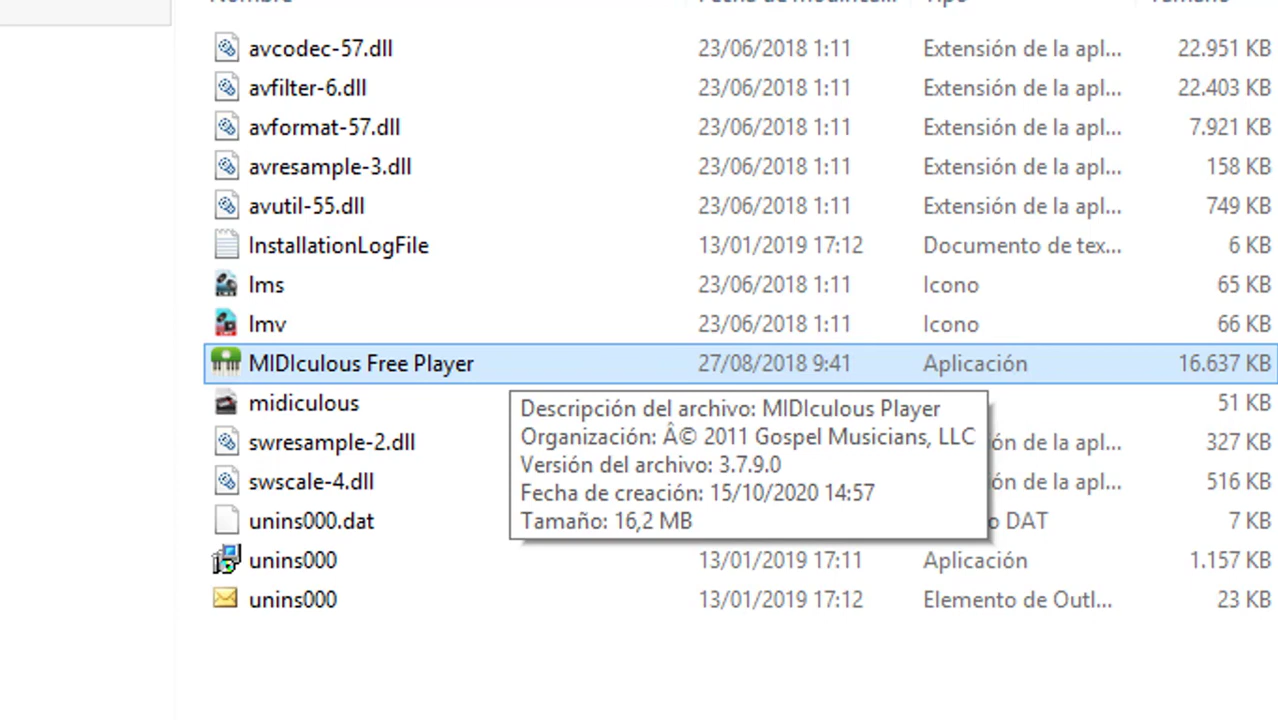 avcodec-57.dll 23/06/2018 1:11 Extensión de la apl... 22.951 KB
avfilter-6.dll 23/06/2018 1:11 Extensión de la apl... 22.403 KB
avformat-57.dll 23/06/2018 1:11 Extensión de la apl... 7.921 KB
avresample-3.dll 23/06/2018 1:11 Extensión de la apl... 158 KB
avutil-55.dll 23/06/2018 1:11 Extensión de la apl... 749 KB
InstallationLogFile 13/01/2019 17:12 Documento de tex... 6 KB
lms 23/06/2018 1:11 Icono 65 KB
lmv 23/06/2018 1:11 Icono 66 KB
MIDIculous Free Player 27/08/2018 9:41 Aplicación 16.637 KB
midiculous 51 KB
swresample-2.dll ón de la apl... 327 KB
swscale-4.dll ón de la apl... 516 KB
unins000.dat o DAT 7 KB
unins000 13/01/2019 17:11 Aplicación 1.157 KB
unins000 13/01/2019 17:12 Elemento de Outl... 23 KB
Descripción del archivo: MIDIculous Player
Organización: Â© 2011 Gospel Musicians, LLC
Versión del archivo: 3.7.9.0
Fecha de creación: 15/10/2020 14:57
Tamaño: 16,2 MB